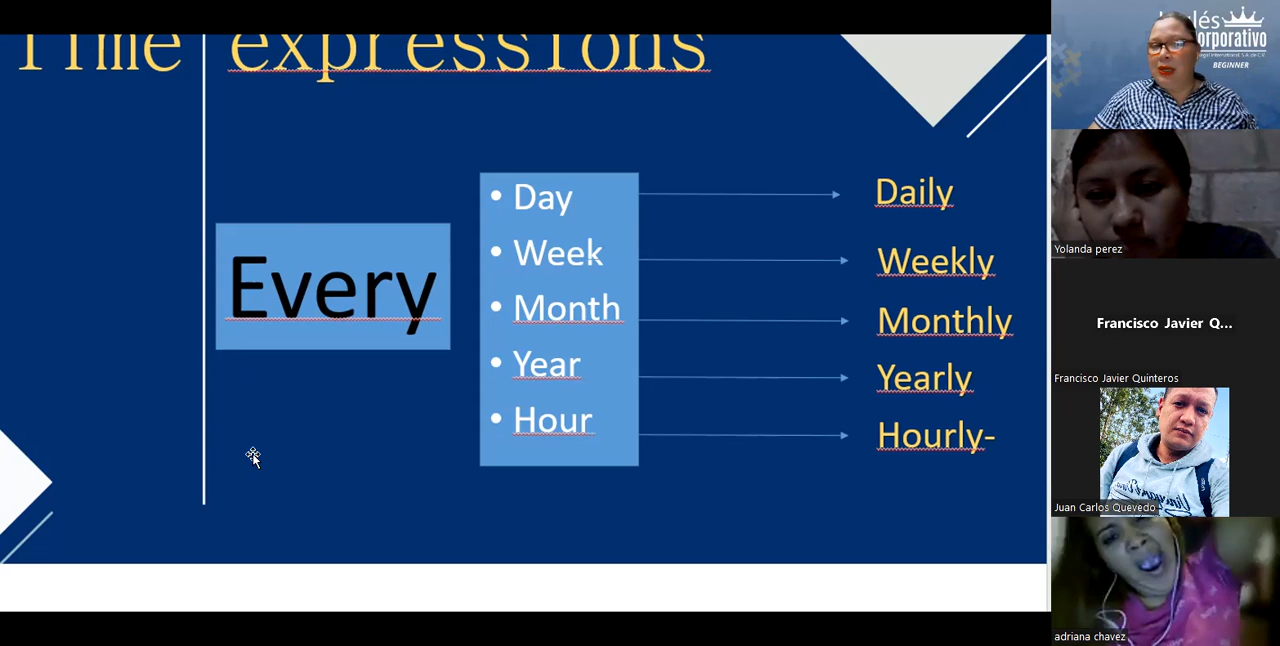 Time expressions
Every
• Day
• Week
• Month
• Year
• Hour
Daily
Weekly
Monthly
Yearly
Hourly-
BEGINNER
Yolanda perez
Francisco Javier Q...
Francisco Javier Quinteros
Juan Carlos Quevedo
adriana chavez